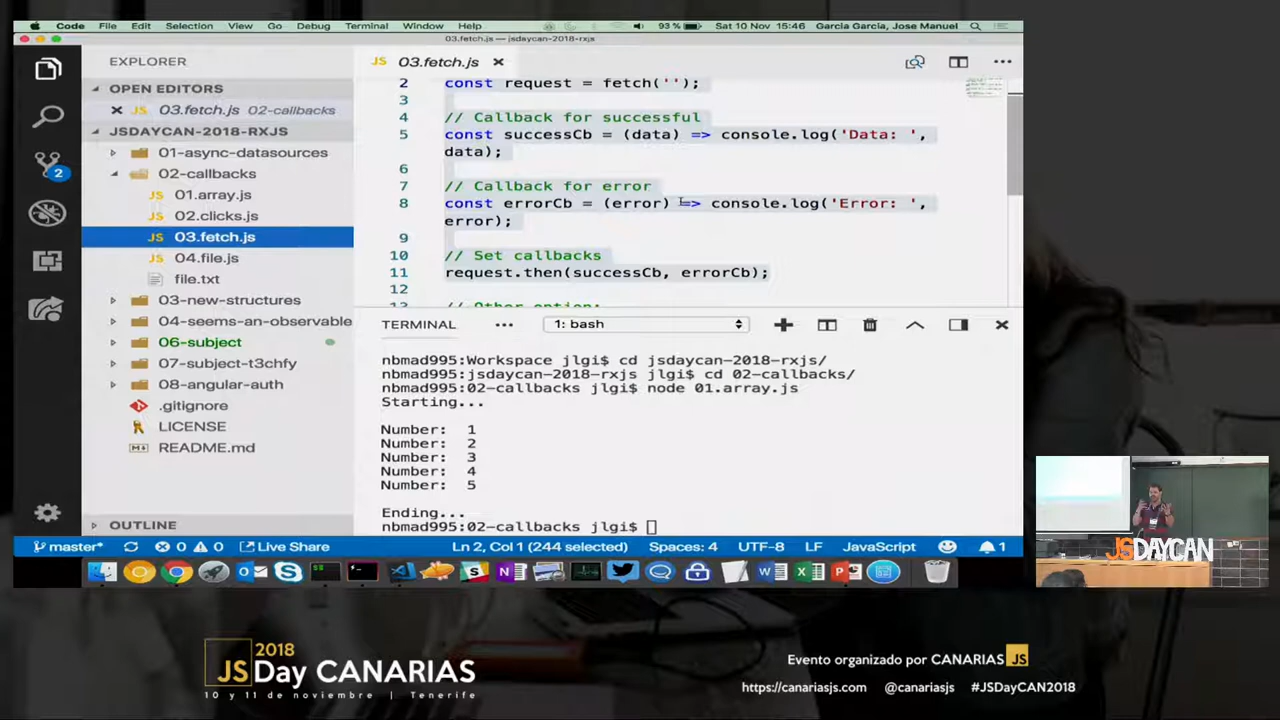 Code File Edit Selection View Go Debug Terminal Window Help 93 % Sat 10 Nov 15:46 Garcia Garcia, Jose Manuel
03.fetch.js — jsdaycan-2018-rxjs
EXPLORER
OPEN EDITORS
JS 03.fetch.js 02-callbacks
JSDAYCAN-2018-RXJS
01-async-datasources
02-callbacks
JS 01.array.js
JS 02.clicks.js
JS 03.fetch.js
JS 04.file.js
file.txt
03-new-structures
04-seems-an-observable
06-subject
07-subject-t3chfy
08-angular-auth
.gitignore
LICENSE
README.md
OUTLINE
2
JS 03.fetch.js
2 const request = fetch('');
3
4 // Callback for successful
5 const successCb = (data) => console.log('Data: ',
data);
6
7 // Callback for error
8 const errorCb = (error) => console.log('Error: ',
error);
9
10 // Set callbacks
11 request.then(successCb, errorCb);
12
13 // Other option:
TERMINAL ... 1: bash
nbmad995:Workspace jlgi$ cd jsdaycan-2018-rxjs/
nbmad995:jsdaycan-2018-rxjs jlgi$ cd 02-callbacks/
nbmad995:02-callbacks jlgi$ node 01.array.js
Starting...
Number: 1
Number: 2
Number: 3
Number: 4
Number: 5
Ending...
nbmad995:02-callbacks jlgi$
master* 0 0 Live Share Ln 2, Col 1 (244 selected) Spaces: 4 UTF-8 LF JavaScript 1
JSDAYCAN
2018
JSDay CANARIAS
10 y 11 de noviembre | Tenerife
Evento organizado por CANARIAS JS
https://canariasjs.com @canariasjs #JSDayCAN2018